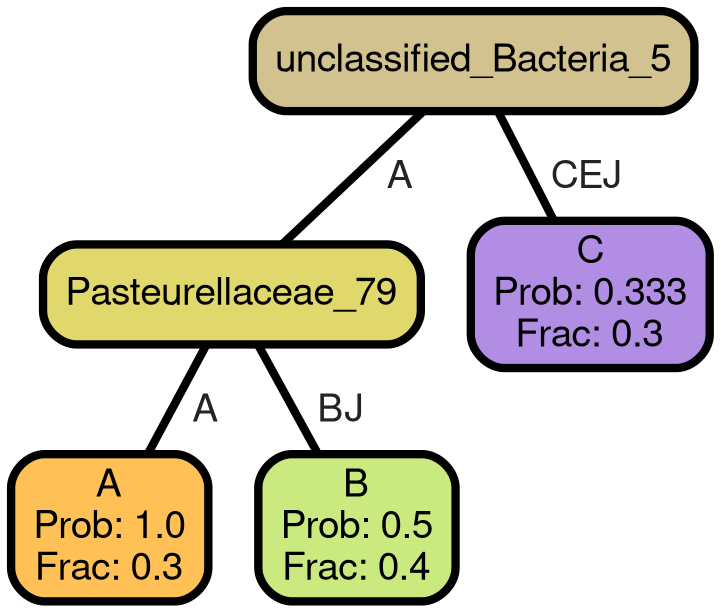 unclassified_Bacteria_5
A
CEJ
Pasteurellaceae_79
C
Prob: 0.333
Frac: 0.3
A
BJ
A
Prob: 1.0
Frac: 0.3
B
Prob: 0.5
Frac: 0.4